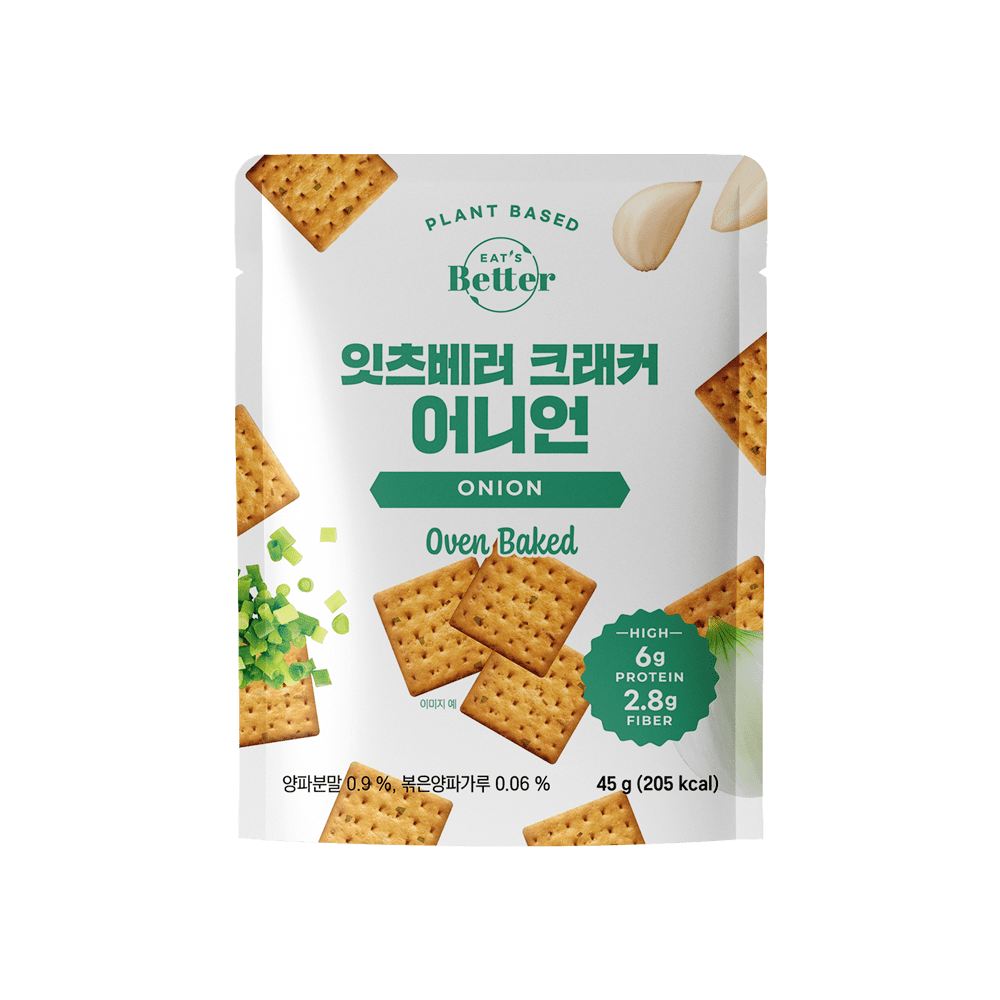 PLANT BASED
EAT'S
Better
잇츠베러 크래커
어니언
ONION
Oven Baked
이미지 예
HIGH
6g
PROTEIN
2.8g
FIBER
양파분말 0.9 %, 볶은양파가루 0.06 %
45 g (205 kcal)